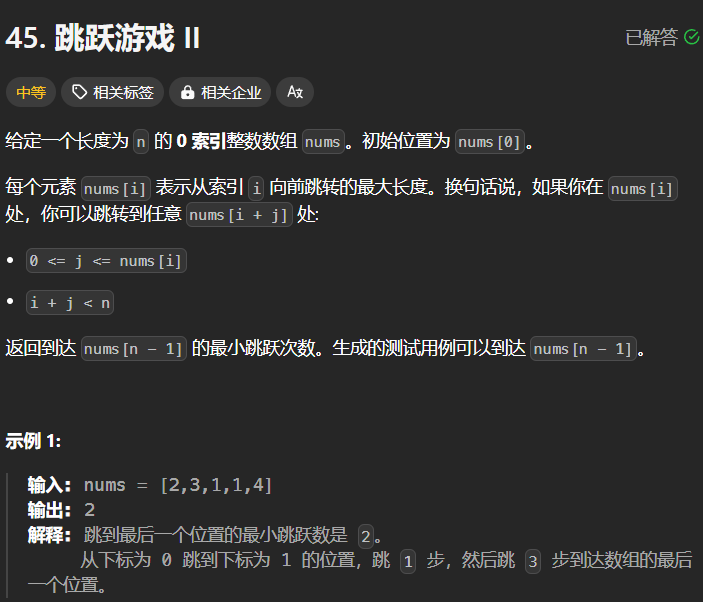 45. 跳跃游戏 II
已解答
中等 相关标签 相关企业 Aあ
给定一个长度为 n 的 0 索引整数数组 nums。初始位置为 nums[0]。
每个元素 nums[i] 表示从索引 i 向前跳转的最大长度。换句话说，如果你在 nums[i]
处，你可以跳转到任意 nums[i + j] 处:
• 0 <= j <= nums[i]
• i + j < n
返回到达 nums[n - 1] 的最小跳跃次数。生成的测试用例可以到达 nums[n - 1]。
示例 1:
输入: nums = [2,3,1,1,4]
输出: 2
解释: 跳到最后一个位置的最小跳跃数是 2。
从下标为 0 跳到下标为 1 的位置，跳 1 步，然后跳 3 步到达数组的最后
一个位置。